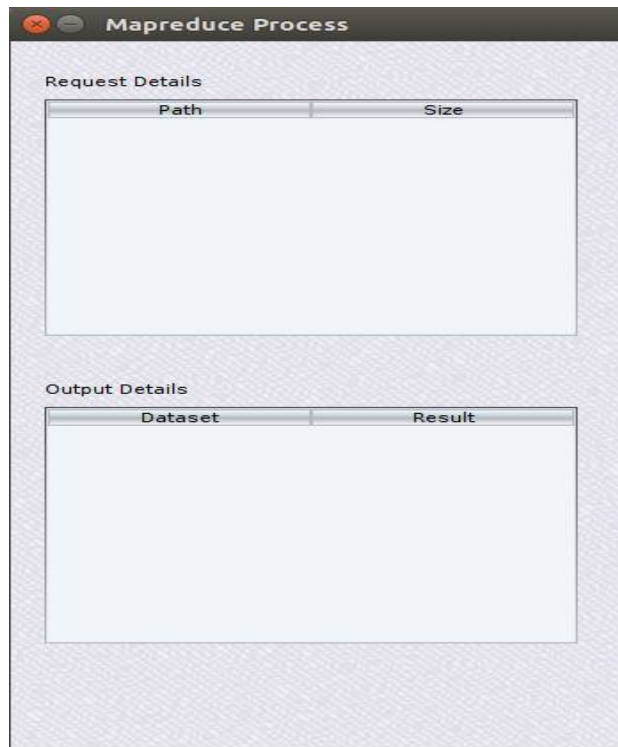 Mapreduce Process
Request Details
Path Size
Output Details
Dataset Result